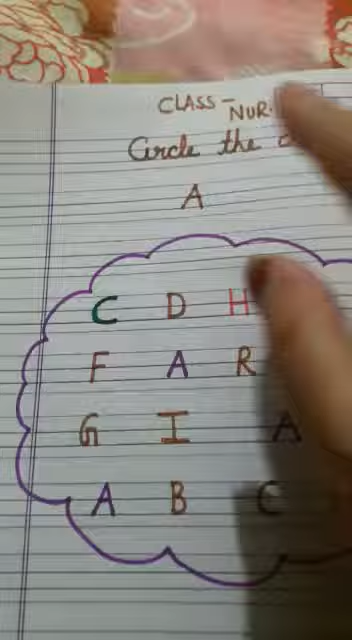 CLASS - NUR.
Circle the
A
C D H
F A R
G I A
A B C